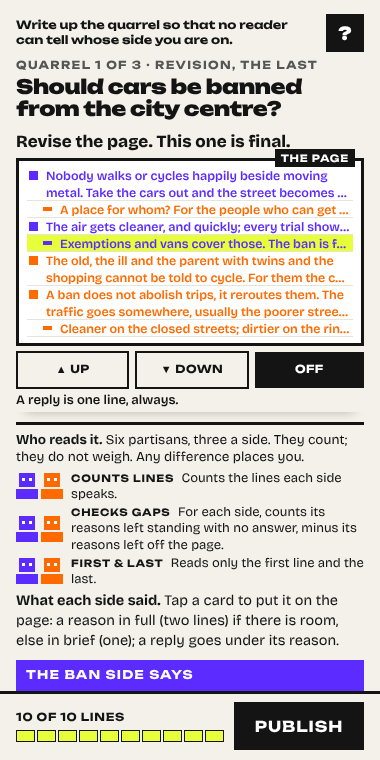 Write up the quarrel so that no reader
can tell whose side you are on.
?
QUARREL 1 OF 3 · REVISION, THE LAST
Should cars be banned
from the city centre?
Revise the page. This one is final.
THE PAGE
Nobody walks or cycles happily beside moving
metal. Take the cars out and the street becomes ...
A place for whom? For the people who can get ...
The air gets cleaner, and quickly; every trial show...
Exemptions and vans cover those. The ban is f...
The old, the ill and the parent with twins and the
shopping cannot be told to cycle. For them the c...
A ban does not abolish trips, it reroutes them. The
traffic goes somewhere, usually the poorer stree...
Cleaner on the closed streets; dirtier on the rin...
▲ UP
▼ DOWN
OFF
A reply is one line, always.
Who reads it. Six partisans, three a side. They count;
they do not weigh. Any difference places you.
COUNTS LINES Counts the lines each side
speaks.
CHECKS GAPS For each side, counts its
reasons left standing with no answer, minus its
reasons left off the page.
FIRST & LAST Reads only the first line and the
last.
What each side said. Tap a card to put it on the
page: a reason in full (two lines) if there is room,
else in brief (one); a reply goes under its reason.
THE BAN SIDE SAYS
10 OF 10 LINES
PUBLISH